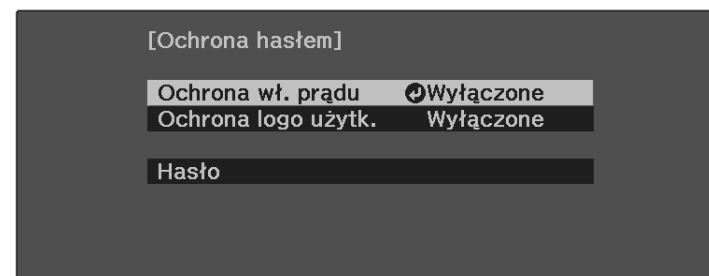 [Ochrona hasłem]
Ochrona wł. prądu Wyłączone
Ochrona logo użytk. Wyłączone
Hasło